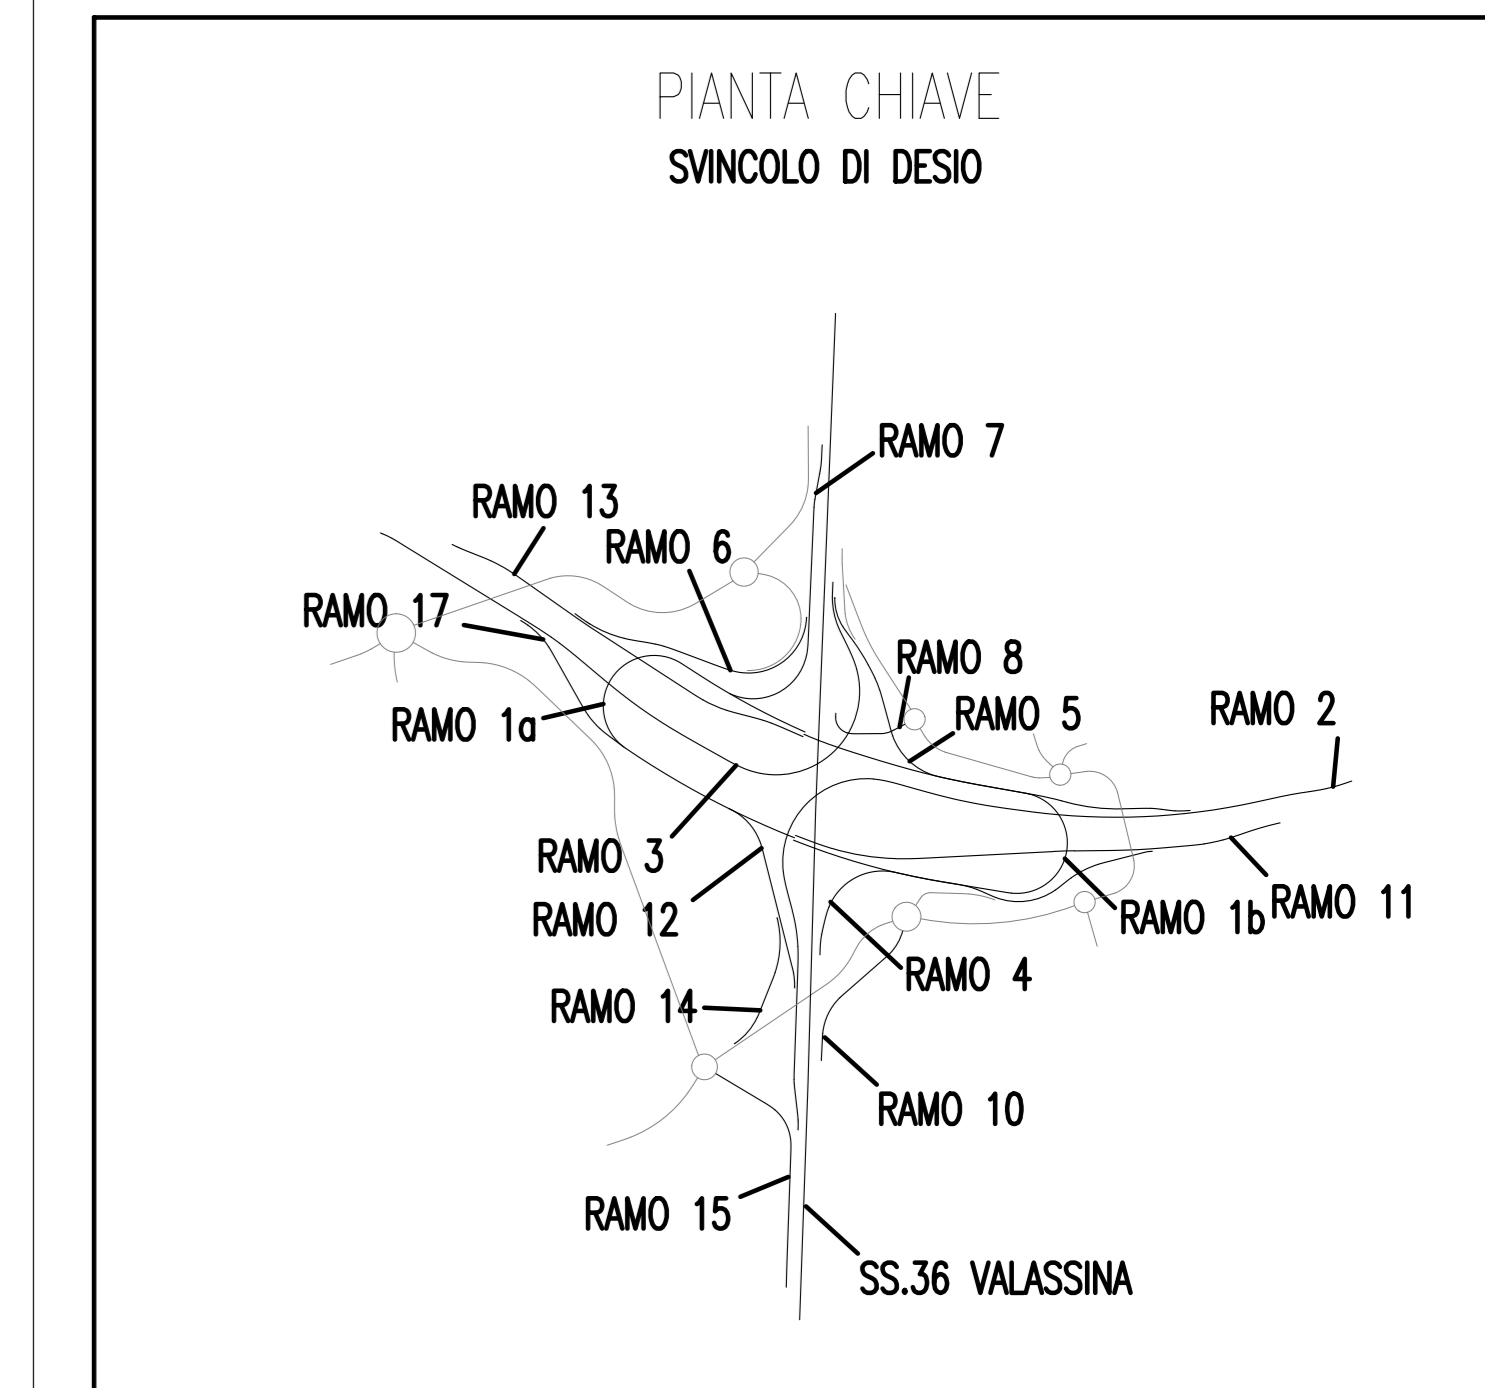 PIANTA CHIAVE
SVINCOLO DI DESIO
RAMO 7
RAMO 13
RAMO 6
RAMO 17
RAMO 8
RAMO 5
RAMO 2
RAMO 1a
RAMO 3
RAMO 12
RAMO 1b
RAMO 11
RAMO 4
RAMO 14
RAMO 10
RAMO 15
SS.36 VALASSINA